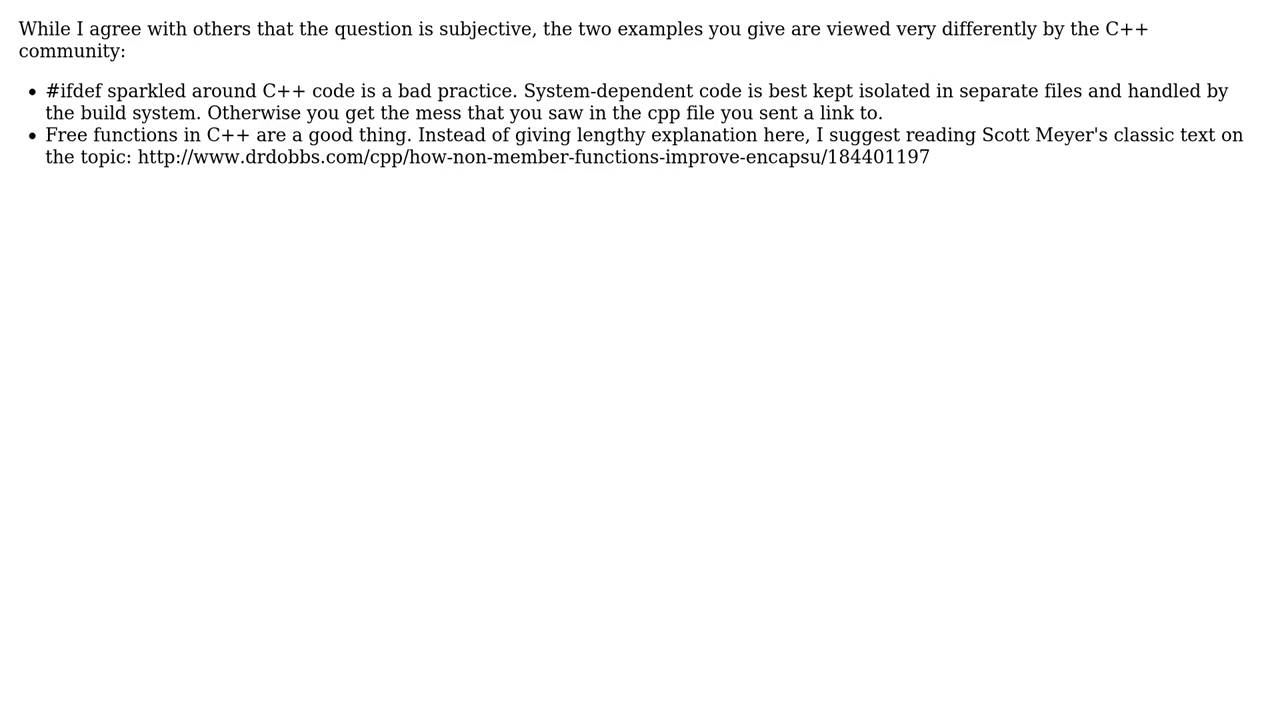 While I agree with others that the question is subjective, the two examples you give are viewed very differently by the C++
community:
• #ifdef sparkled around C++ code is a bad practice. System-dependent code is best kept isolated in separate files and handled by
the build system. Otherwise you get the mess that you saw in the cpp file you sent a link to.
• Free functions in C++ are a good thing. Instead of giving lengthy explanation here, I suggest reading Scott Meyer's classic text on
the topic: http://www.drdobbs.com/cpp/how-non-member-functions-improve-encapsu/184401197